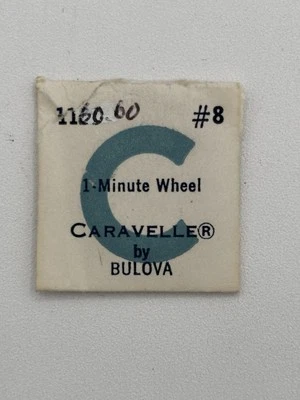 1160.60 #8
1-Minute Wheel
CARAVELLE®
by
BULOVA